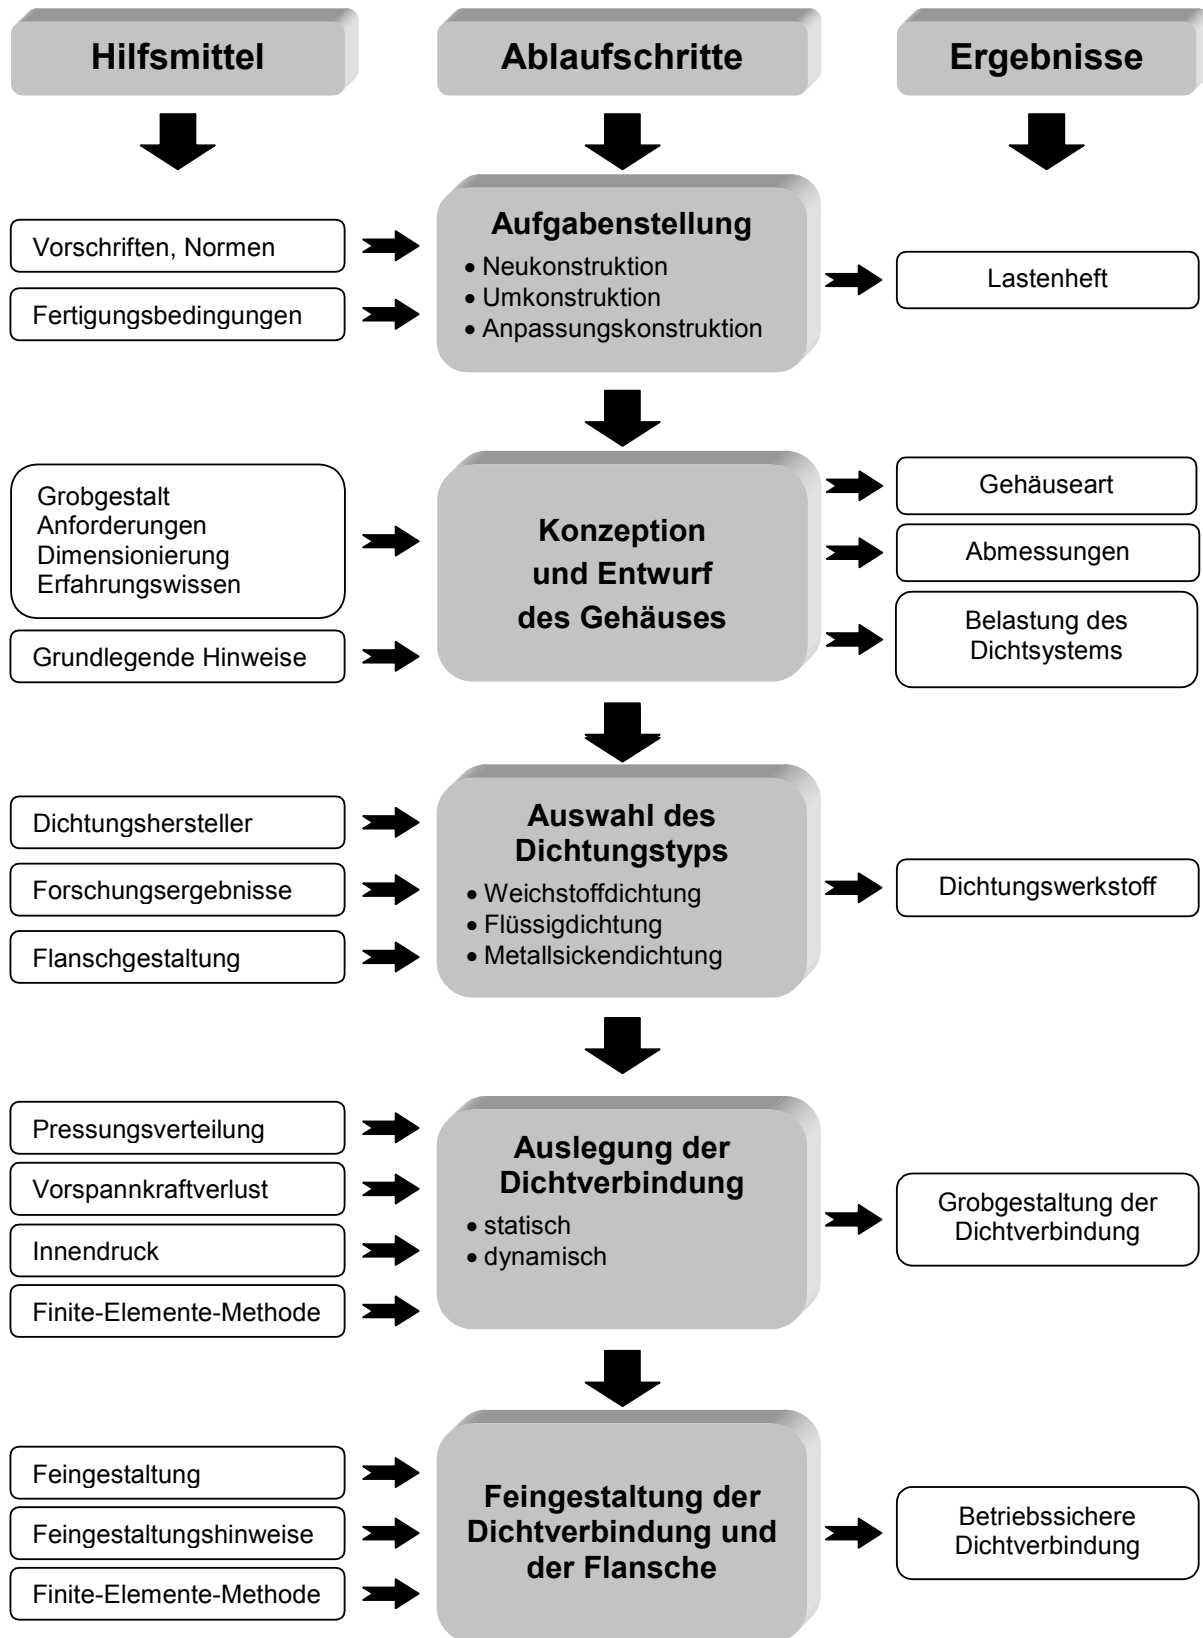 Hilfsmittel
Ablaufschritte
Ergebnisse
Vorschriften, Normen
Fertigungsbedingungen
Aufgabenstellung
• Neukonstruktion
• Umkonstruktion
• Anpassungskonstruktion
Lastenheft
Grobgestalt
Anforderungen
Dimensionierung
Erfahrungswissen
Grundlegende Hinweise
Konzeption
und Entwurf
des Gehäuses
Gehäuseart
Abmessungen
Belastung des
Dichtsystems
Dichtungshersteller
Forschungsergebnisse
Flanschgestaltung
Auswahl des
Dichtungstyps
• Weichstoffdichtung
• Flüssigdichtung
• Metallsickendichtung
Dichtungswerkstoff
Pressungsverteilung
Vorspannkraftverlust
Innendruck
Finite-Elemente-Methode
Auslegung der
Dichtverbindung
• statisch
• dynamisch
Grobgestaltung der
Dichtverbindung
Feingestaltung
Feingestaltungshinweise
Finite-Elemente-Methode
Feingestaltung der
Dichtverbindung und
der Flansche
Betriebssichere
Dichtverbindung